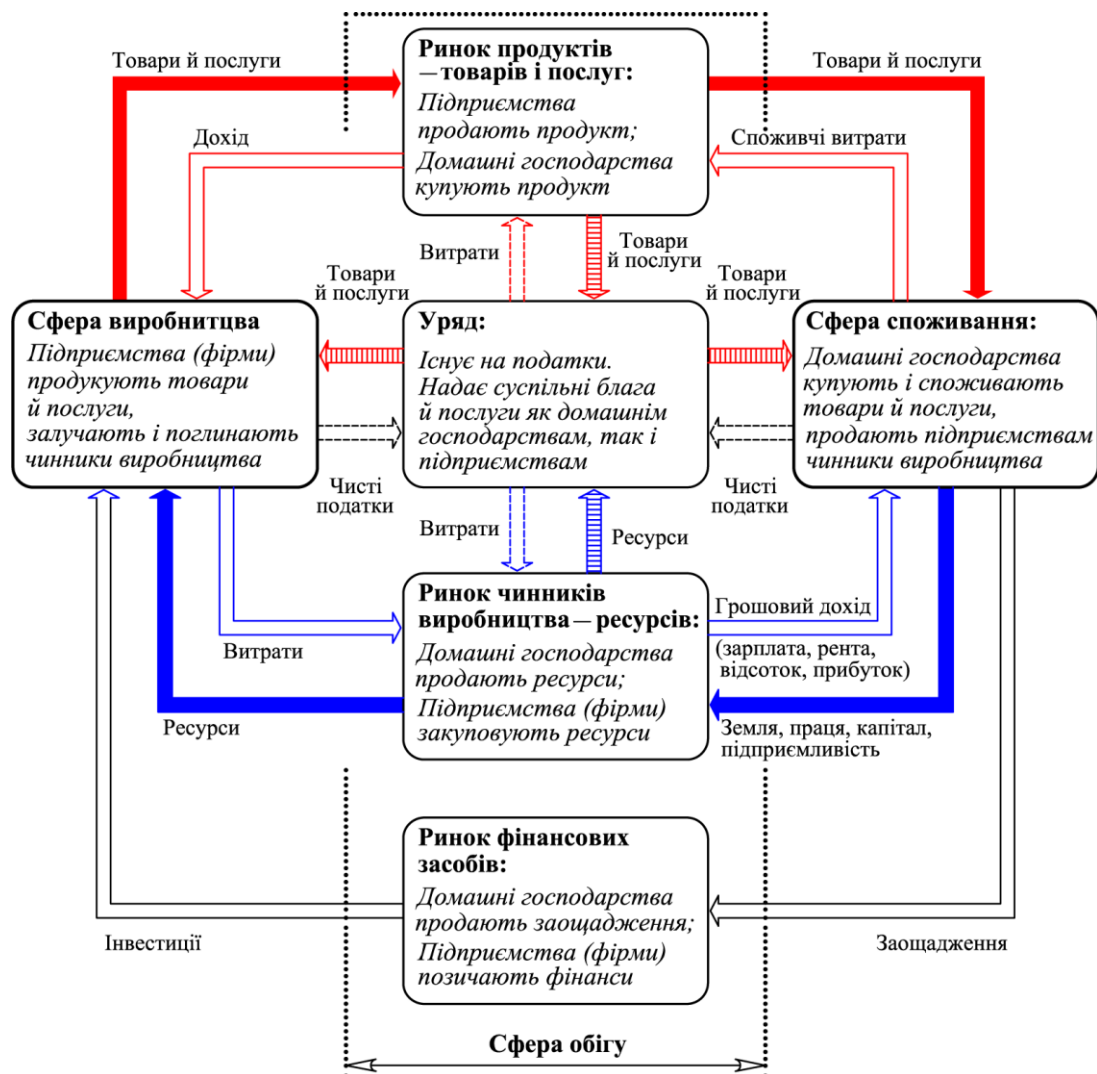 Товари й послуги
Ринок продуктів
– товарів і послуг:
Підприємства
продають продукт;
Домашні господарства
купують продукт
Товари й послуги
Дохід
Споживчі витрати
Витрати
Товари
й послуги
Товари
й послуги
Товари
й послуги
Сфера виробнитцва
Підприємства (фірми)
продукують товари
й послуги,
залучають і поглинають
чинники виробництва
Уряд:
Існує на податки.
Надає суспільні блага
й послуги як домашнім
господарствам, так і
підприємствам
Сфера споживання:
Домашні господарства
купують і споживають
товари й послуги,
продають підприємствам
чинники виробництва
Чисті
податки
Витрати
Ресурси
Чисті
податки
Ринок чинників
виробництва – ресурсів:
Домашні господарства
продають ресурси;
Підприємства (фірми)
закуповують ресурси
Грошовий дохід
(зарплата, рента,
відсоток, прибуток)
Витрати
Ресурси
Земля, праця, капітал,
підприємливість
Ринок фінансових
засобів:
Домашні господарства
продають заощадження;
Підприємства (фірми)
позичають фінанси
Інвестиції
Заощадження
Сфера обігу